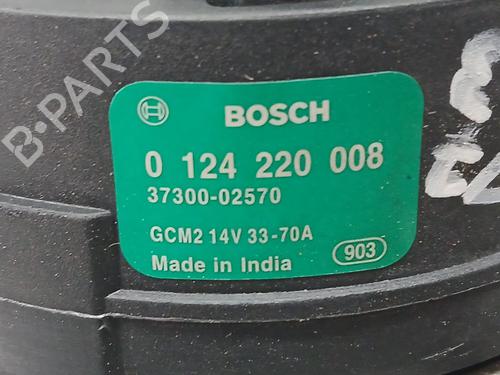 B·PARTS
BOSCH
0 124 220 008
37300-02570
GCM2 14V 33-70A
903
Made in India